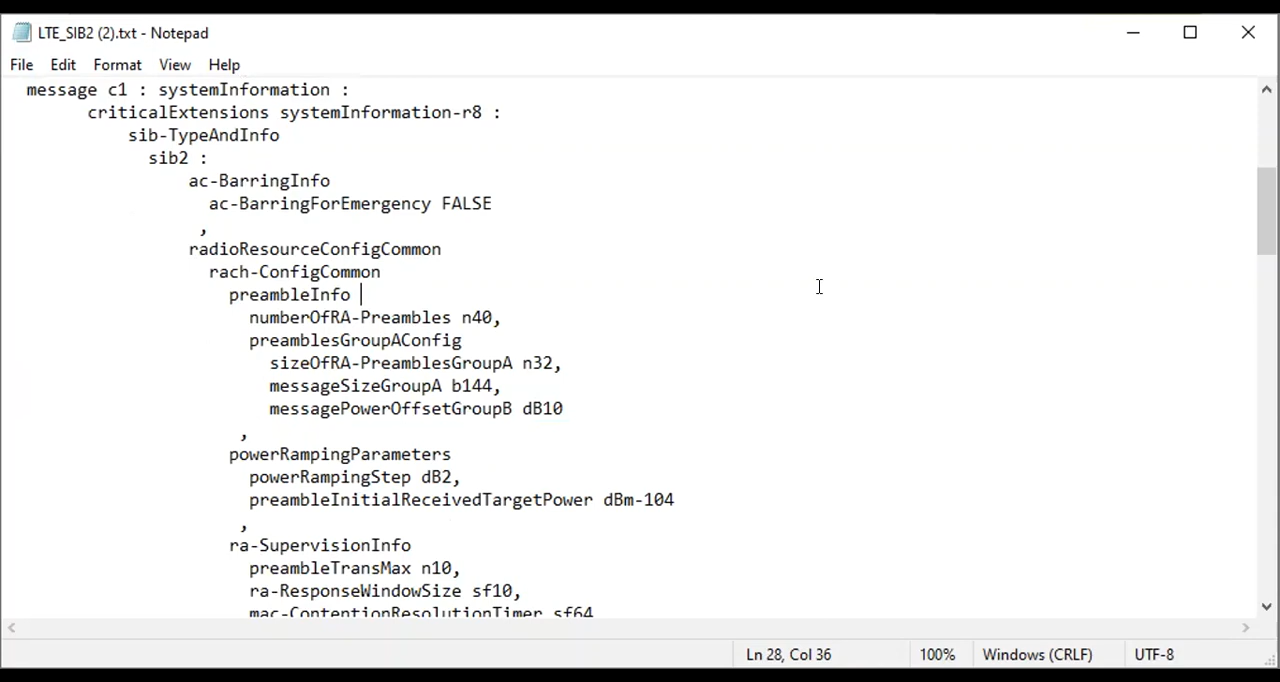 LTE_SIB2 (2).txt - Notepad
File Edit Format View Help
message c1 : systemInformation :
criticalExtensions systemInformation-r8 :
sib-TypeAndInfo
sib2 :
ac-BarringInfo
ac-BarringForEmergency FALSE
,
radioResourceConfigCommon
rach-ConfigCommon
preambleInfo
numberOfRA-Preambles n40,
preamblesGroupAConfig
sizeOfRA-PreamblesGroupA n32,
messageSizeGroupA b144,
messagePowerOffsetGroupB dB10
,
powerRampingParameters
powerRampingStep dB2,
preambleInitialReceivedTargetPower dBm-104
,
ra-SupervisionInfo
preambleTransMax n10,
ra-ResponseWindowSize sf10,
mac-ContentionResolutionTimer sf64
Ln 28, Col 36 100% Windows (CRLF) UTF-8